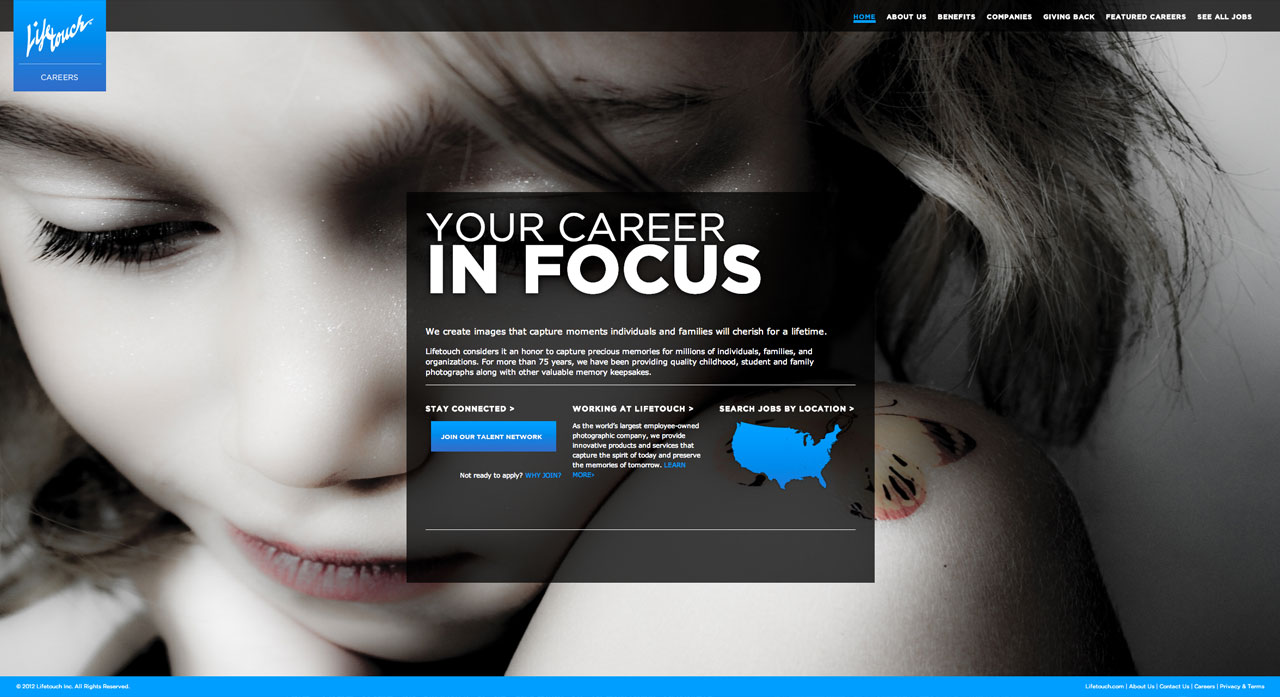 Lifetouch
CAREERS
HOME ABOUT US BENEFITS COMPANIES GIVING BACK FEATURED CAREERS SEE ALL JOBS
YOUR CAREER
IN FOCUS
We create images that capture moments individuals and families will cherish for a lifetime.
Lifetouch considers it an honor to capture precious memories for millions of individuals, families, and
organizations. For more than 75 years, we have been providing quality childhood, student and family
photographs along with other valuable memory keepsakes.
STAY CONNECTED >
JOIN OUR TALENT NETWORK
Not ready to apply? WHY JOIN?
WORKING AT LIFETOUCH >
As the world's largest employee-owned
photographic company, we provide
innovative products and services that
capture the spirit of today and preserve
the memories of tomorrow. LEARN
MORE>
SEARCH JOBS BY LOCATION >
© 2012 Lifetouch Inc. All Rights Reserved.
Lifetouch.com | About Us | Contact Us | Careers | Privacy & Terms